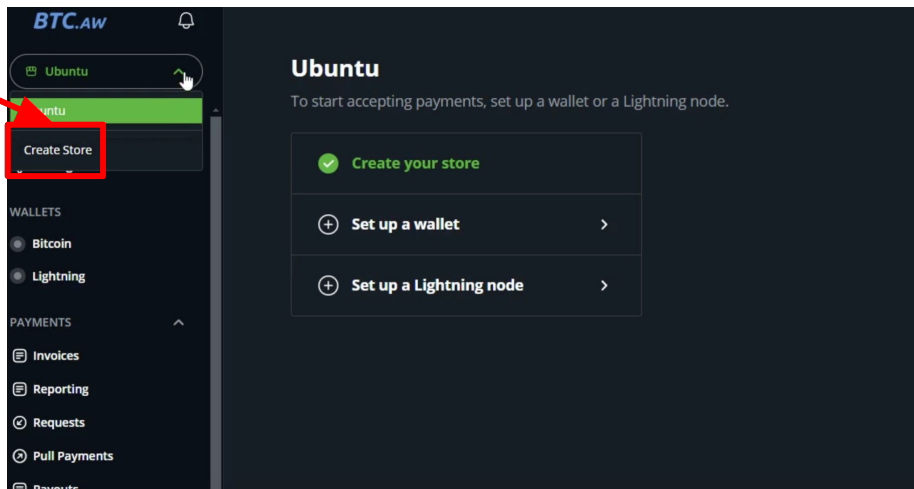 BTC.AW
Ubuntu
Create Store
WALLETS
Bitcoin
Lightning
PAYMENTS
Invoices
Reporting
Requests
Pull Payments
Payouts
Ubuntu
To start accepting payments, set up a wallet or a Lightning node.
Create your store
Set up a wallet
Set up a Lightning node